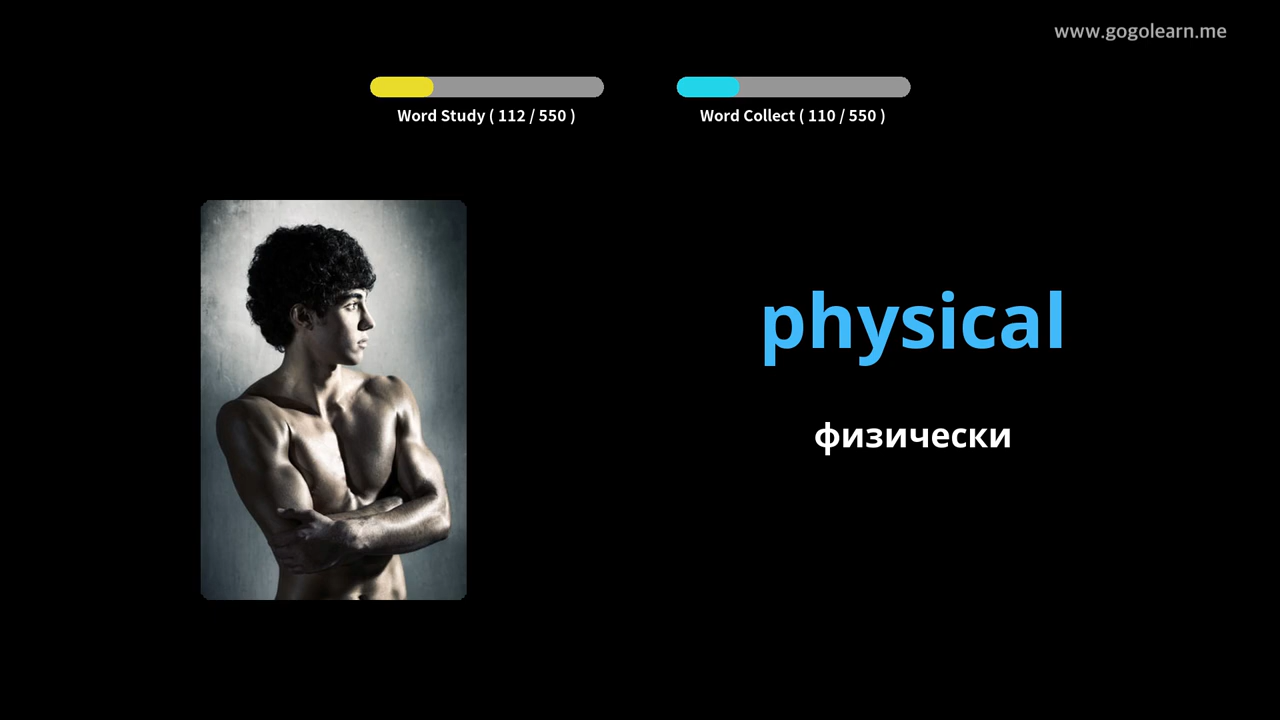 www.gogolearn.me
Word Study ( 112 / 550 )
Word Collect ( 110 / 550 )
physical
физически